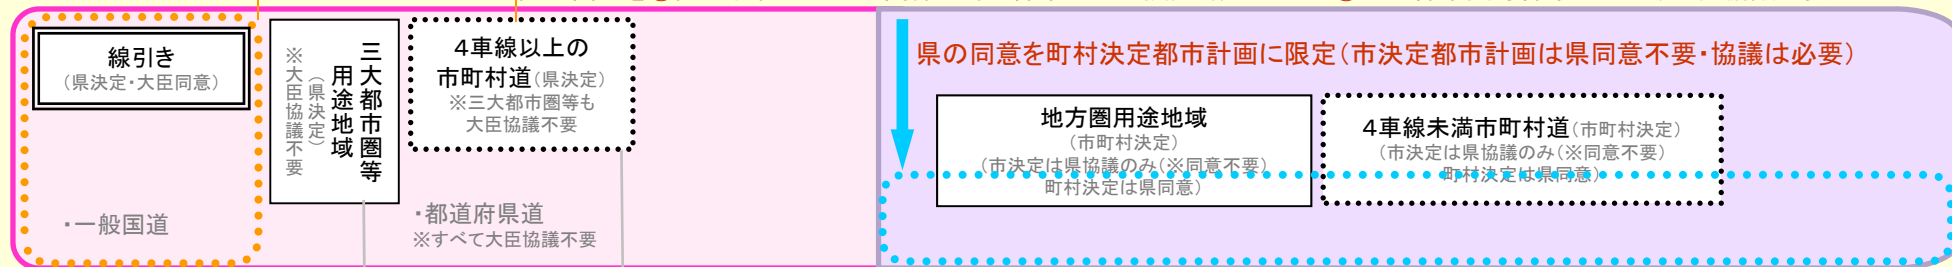 線引き
(県決定・大臣同意)
・一般国道
三大都市圏等
用途地域
(県決定)
※大臣協議不要
4車線以上の
市町村道(県決定)
※三大都市圏等も
大臣協議不要
・都道府県道
※すべて大臣協議不要
県の同意を町村決定都市計画に限定(市決定都市計画は県同意不要・協議は必要)
地方圏用途地域
(市町村決定)
(市決定は県協議のみ(※同意不要)
町村決定は県同意)
4車線未満市町村道(市町村決定)
(市決定は県協議のみ(※同意不要)
町村決定は県同意)